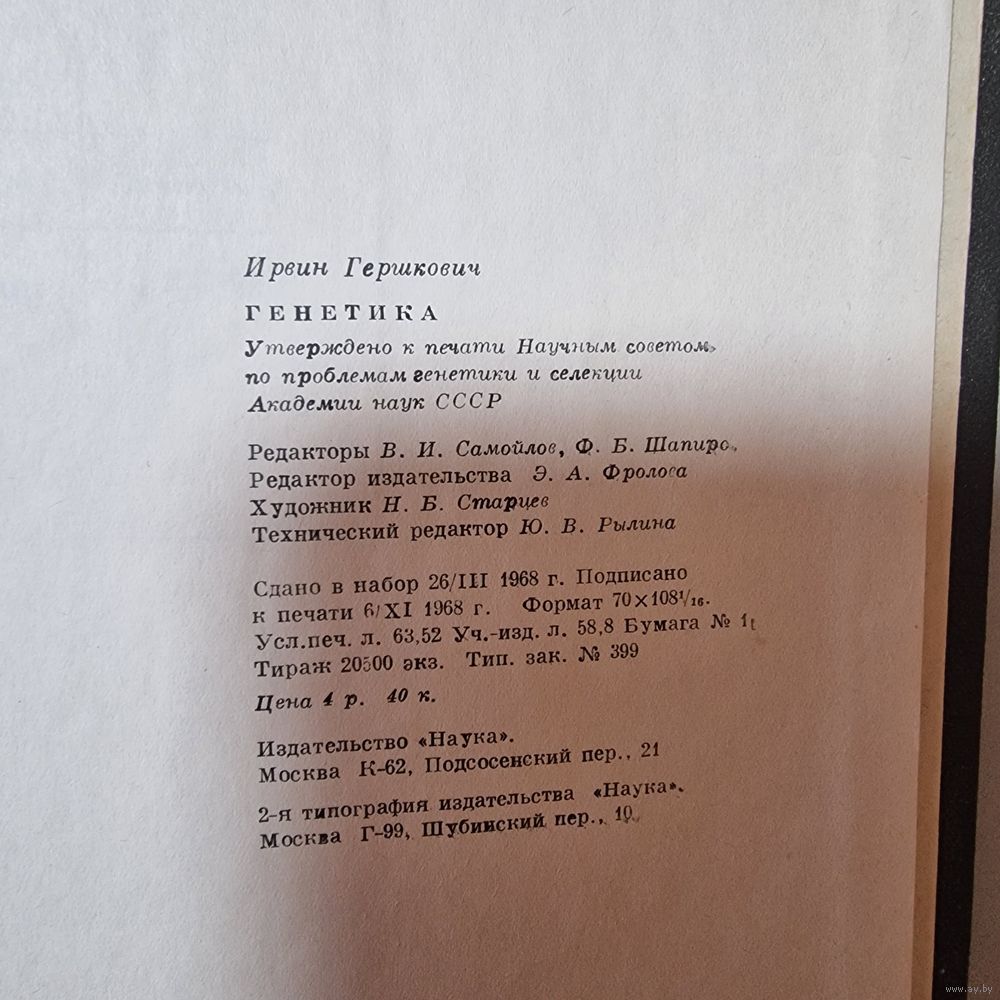 Ирвин Гершкович
ГЕНЕТИКА
Утверждено к печати Научным советом
по проблемам генетики и селекции
Академии наук СССР
Редакторы В. И. Самойлов, Ф. Б. Шапиро
Редактор издательства Э. А. Фролова
Художник Н. Б. Старцев
Технический редактор Ю. В. Рылина
Сдано в набор 26/III 1968 г. Подписано
к печати 6/XI 1968 г. Формат 70×108¹/₁₆.
Усл.печ. л. 63,52 Уч.-изд. л. 58,8 Бумага № 1
Тираж 20500 экз. Тип. зак. № 399
Цена 4 р. 40 к.
Издательство «Наука».
Москва К-62, Подсосенский пер., 21
2-я типография издательства «Наука».
Москва Г-99, Шубинский пер., 10
www.ay.by